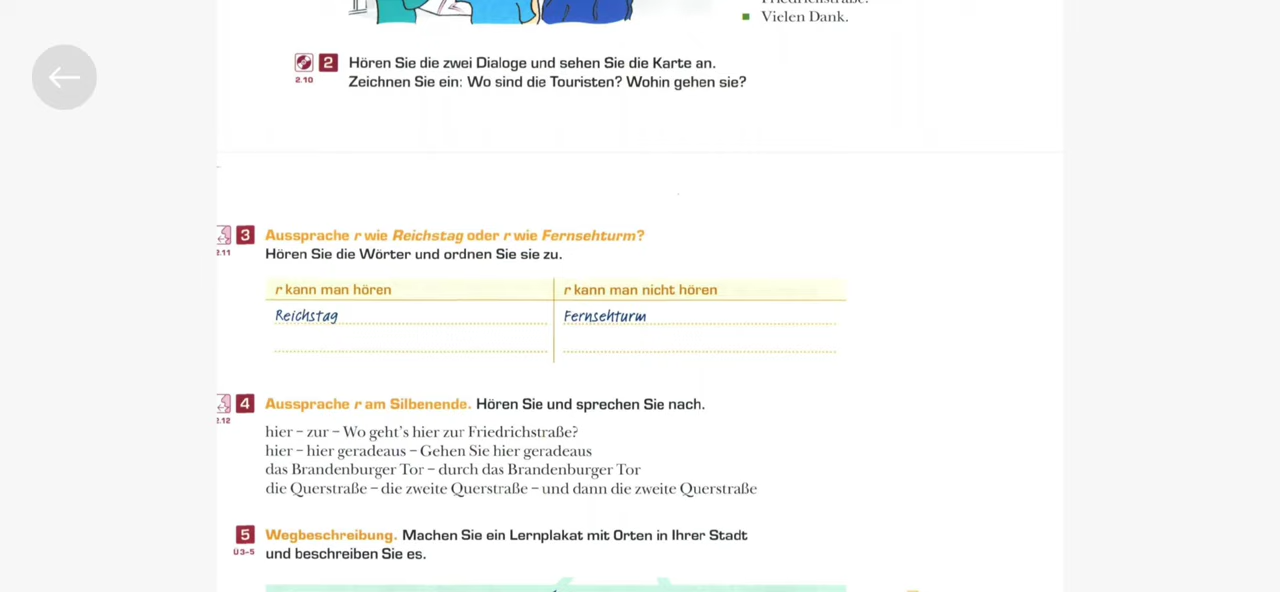 Vielen Dank.
2 Hören Sie die zwei Dialoge und sehen Sie die Karte an.
2.10 Zeichnen Sie ein: Wo sind die Touristen? Wohin gehen sie?
3 Aussprache r wie Reichstag oder r wie Fernsehturm?
2.11 Hören Sie die Wörter und ordnen Sie sie zu.
r kann man hören r kann man nicht hören
Reichstag Fernsehturm
4 Aussprache r am Silbenende. Hören Sie und sprechen Sie nach.
2.12
hier – zur – Wo geht's hier zur Friedrichstraße?
hier – hier geradeaus – Gehen Sie hier geradeaus
das Brandenburger Tor – durch das Brandenburger Tor
die Querstraße – die zweite Querstraße – und dann die zweite Querstraße
5 Wegbeschreibung. Machen Sie ein Lernplakat mit Orten in Ihrer Stadt
Ü 3-5 und beschreiben Sie es.